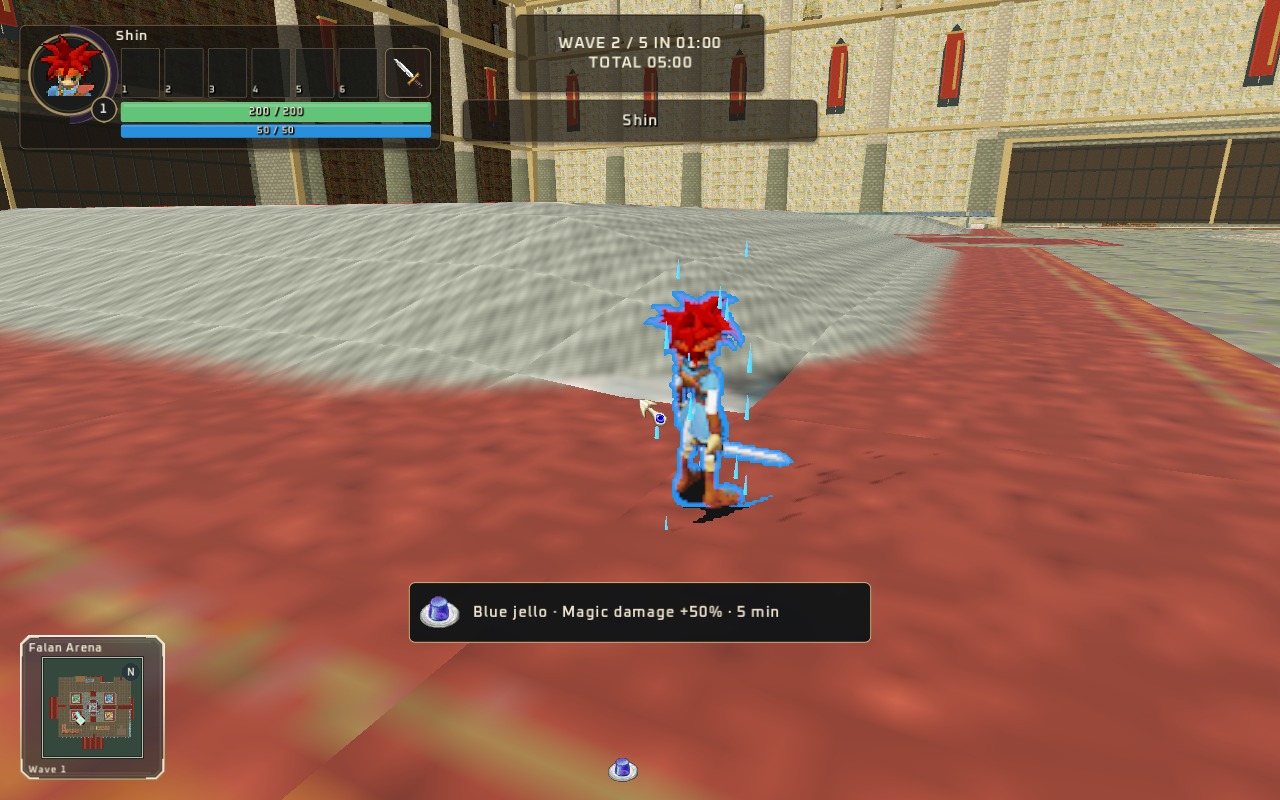 Shin
1 2 3 4 5 6
1
200 / 200
50 / 50
WAVE 2 / 5 IN 01:00
TOTAL 05:00
Shin
Blue jello · Magic damage +50% · 5 min
Falan Arena
N
Wave 1